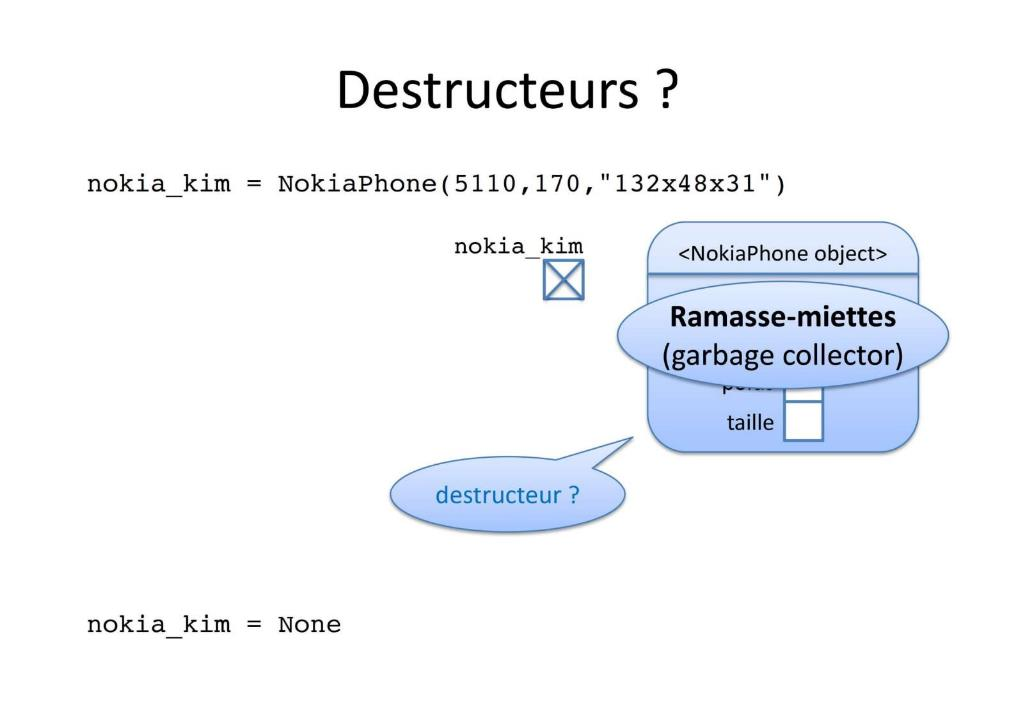 Destructeurs ?
nokia_kim = NokiaPhone(5110,170,"132x48x31")
nokia_kim
<NokiaPhone object>
Ramasse-miettes
(garbage collector)
taille
destructeur ?
nokia_kim = None